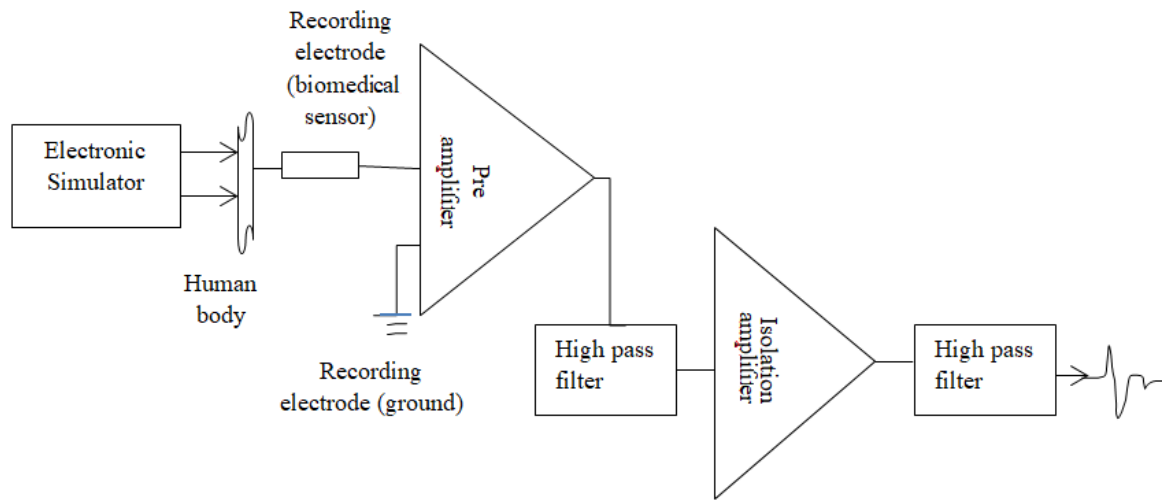 Electronic
Simulator
Human
body
Recording
electrode
(biomedical
sensor)
Recording
electrode (ground)
Pre
amplifier
High pass
filter
Isolation
amplifier
High pass
filter